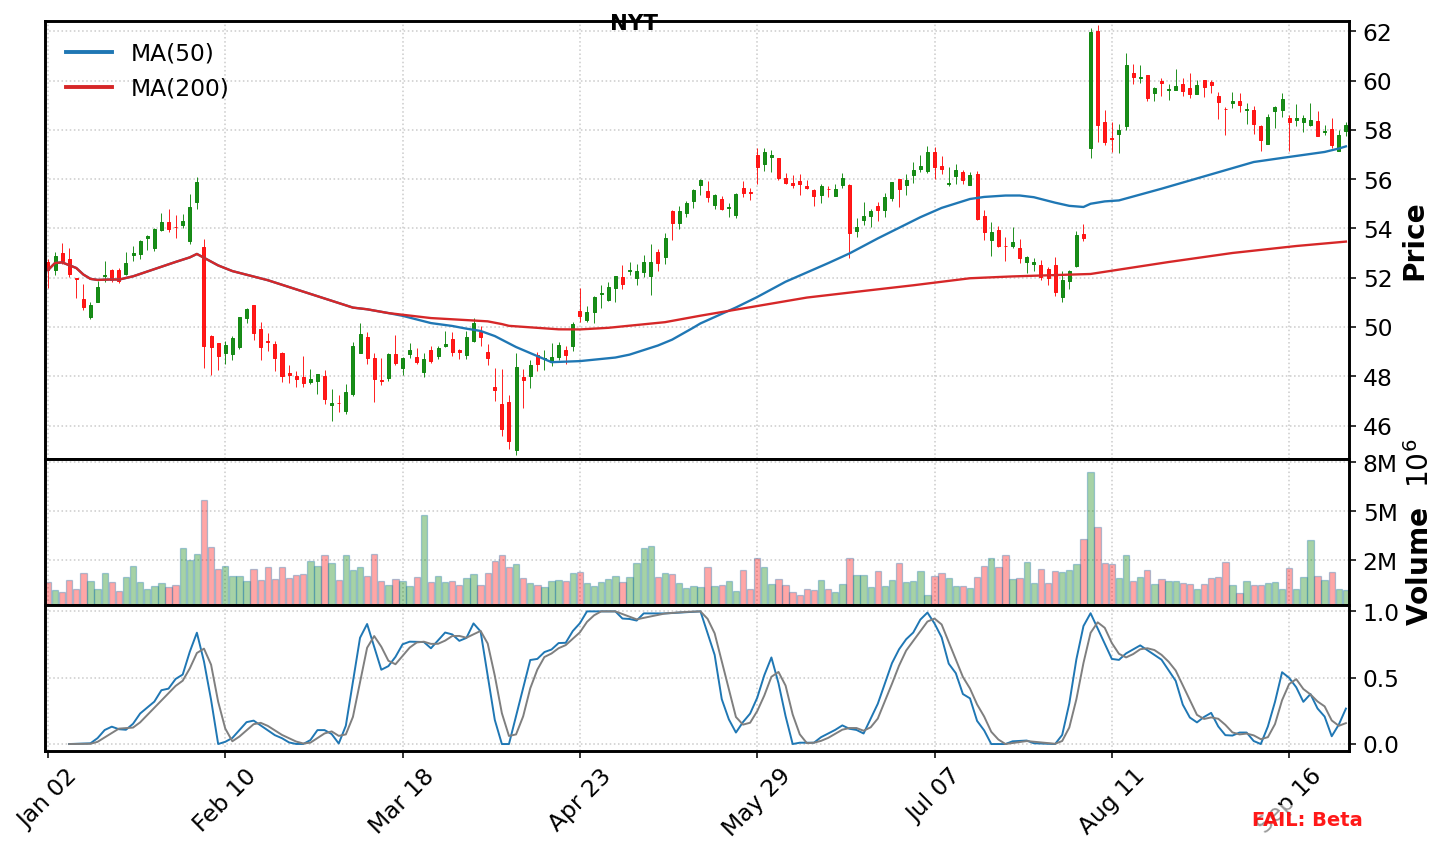 NYT
MA(50)
MA(200)
62
60
58
56
54
52
50
48
46
Price
8M
5M
2M
Volume 10^6
1.0
0.5
0.0
Jan 02
Feb 10
Mar 18
Apr 23
May 29
Jul 07
Aug 11
Sep 16
FAIL: Beta